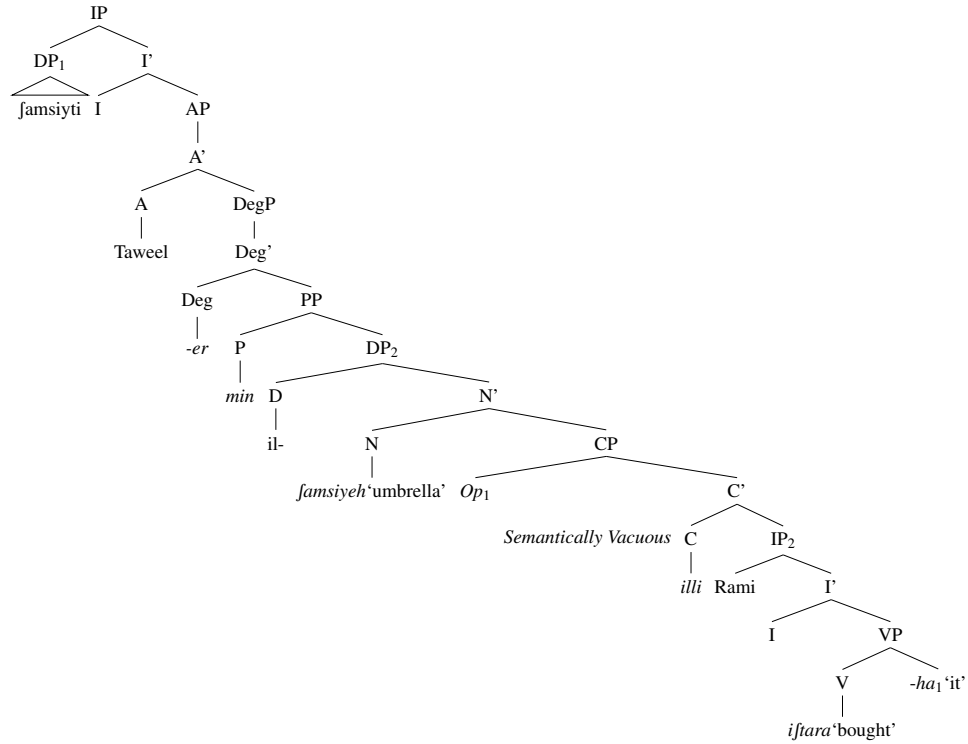 IP
DP1 I’
ʃamsiyti I AP
A’
A DegP
Taweel Deg’
Deg PP
-er P DP2
min D N’
il- N CP
ʃamsiyeh‘umbrella’ Op1 C’
Semantically Vacuous C IP2
illi Rami I’
I VP
V -ha1‘it’
iʃtara‘bought’